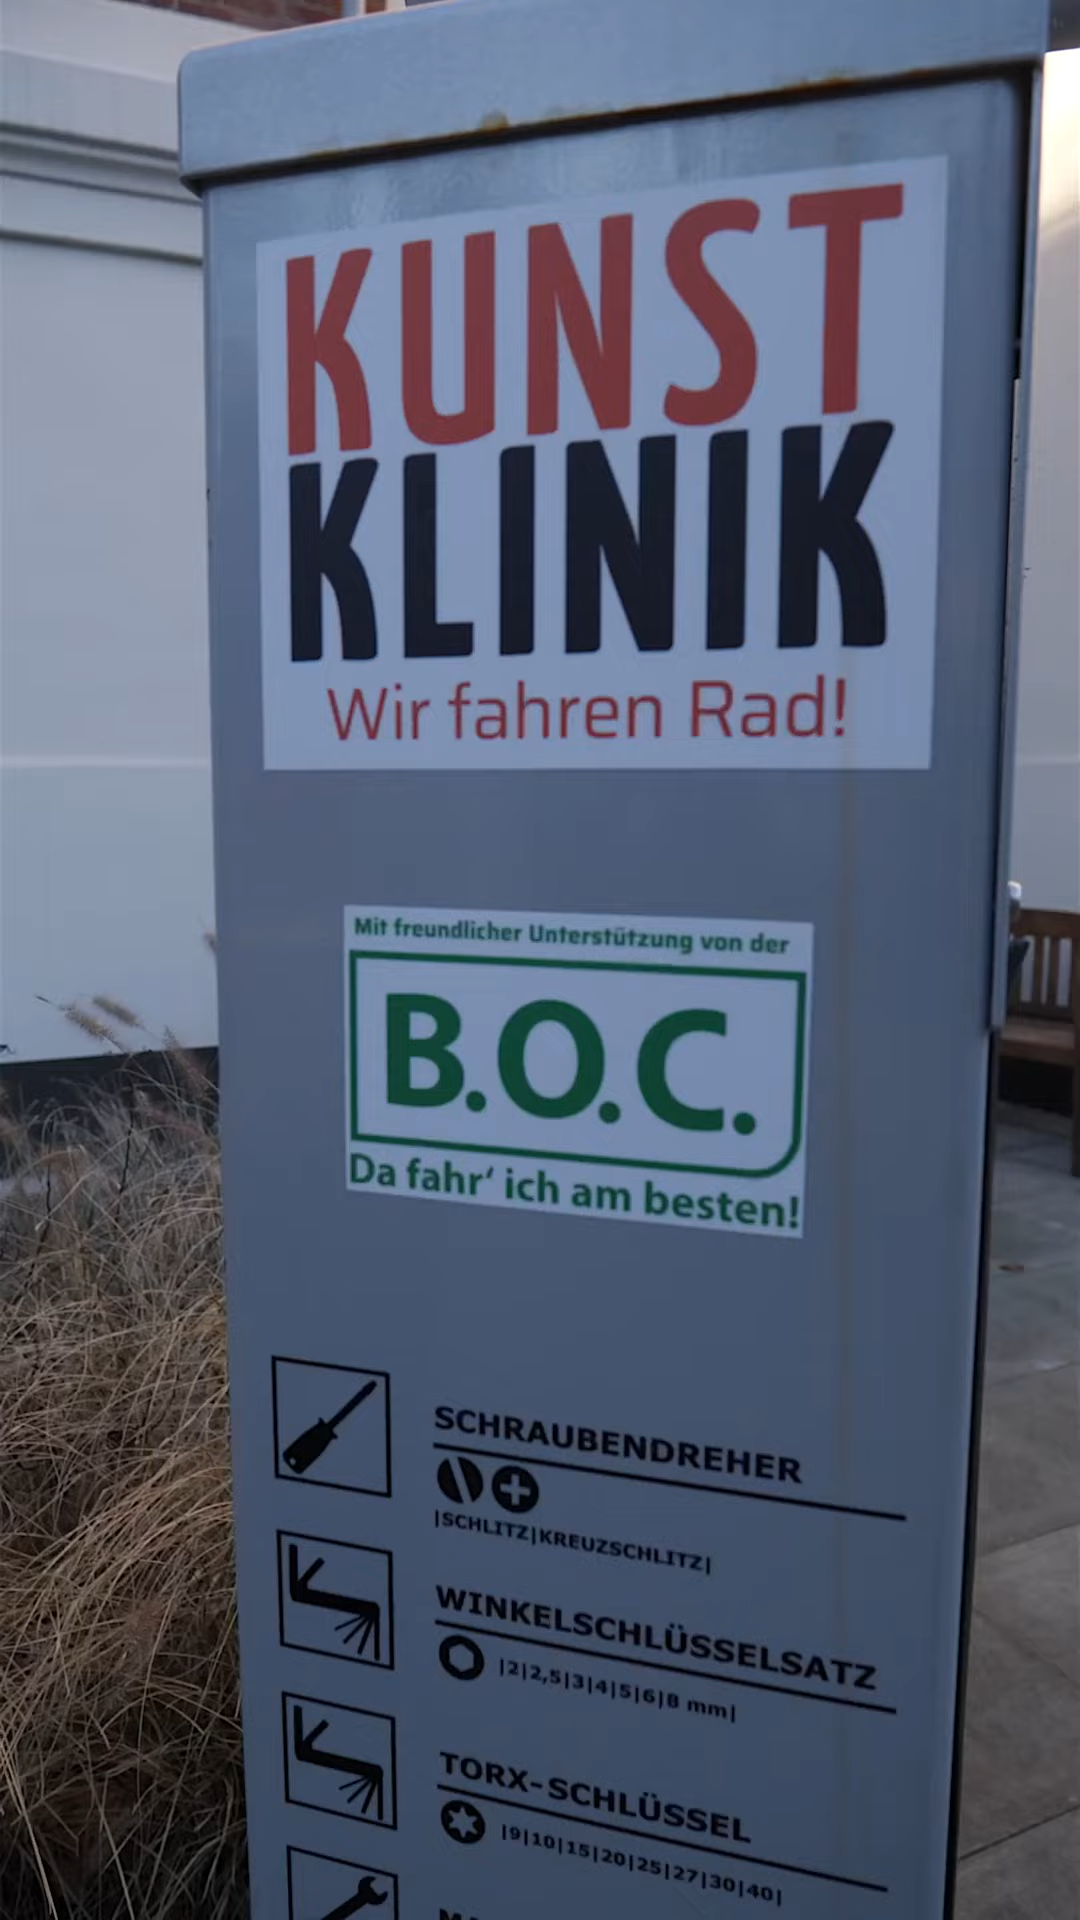 KUNST
KLINIK
Wir fahren Rad!
Mit freundlicher Unterstützung von der
B.O.C.
Da fahr‘ ich am besten!
SCHRAUBENDREHER
|SCHLITZ|KREUZSCHLITZ|
WINKELSCHLÜSSELSATZ
|2|2,5|3|4|5|6|8 mm|
TORX-SCHLÜSSEL
|9|10|15|20|25|27|30|40|